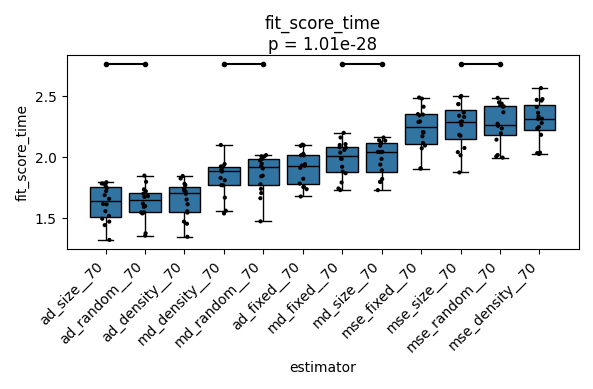 fit_score_time
p = 1.01e-28
fit_score_time
2.5
2.0
1.5
ad_size__70
ad_random__70
ad_density__70
md_density__70
md_random__70
ad_fixed__70
md_fixed__70
md_size__70
mse_fixed__70
mse_size__70
mse_random__70
mse_density__70
estimator